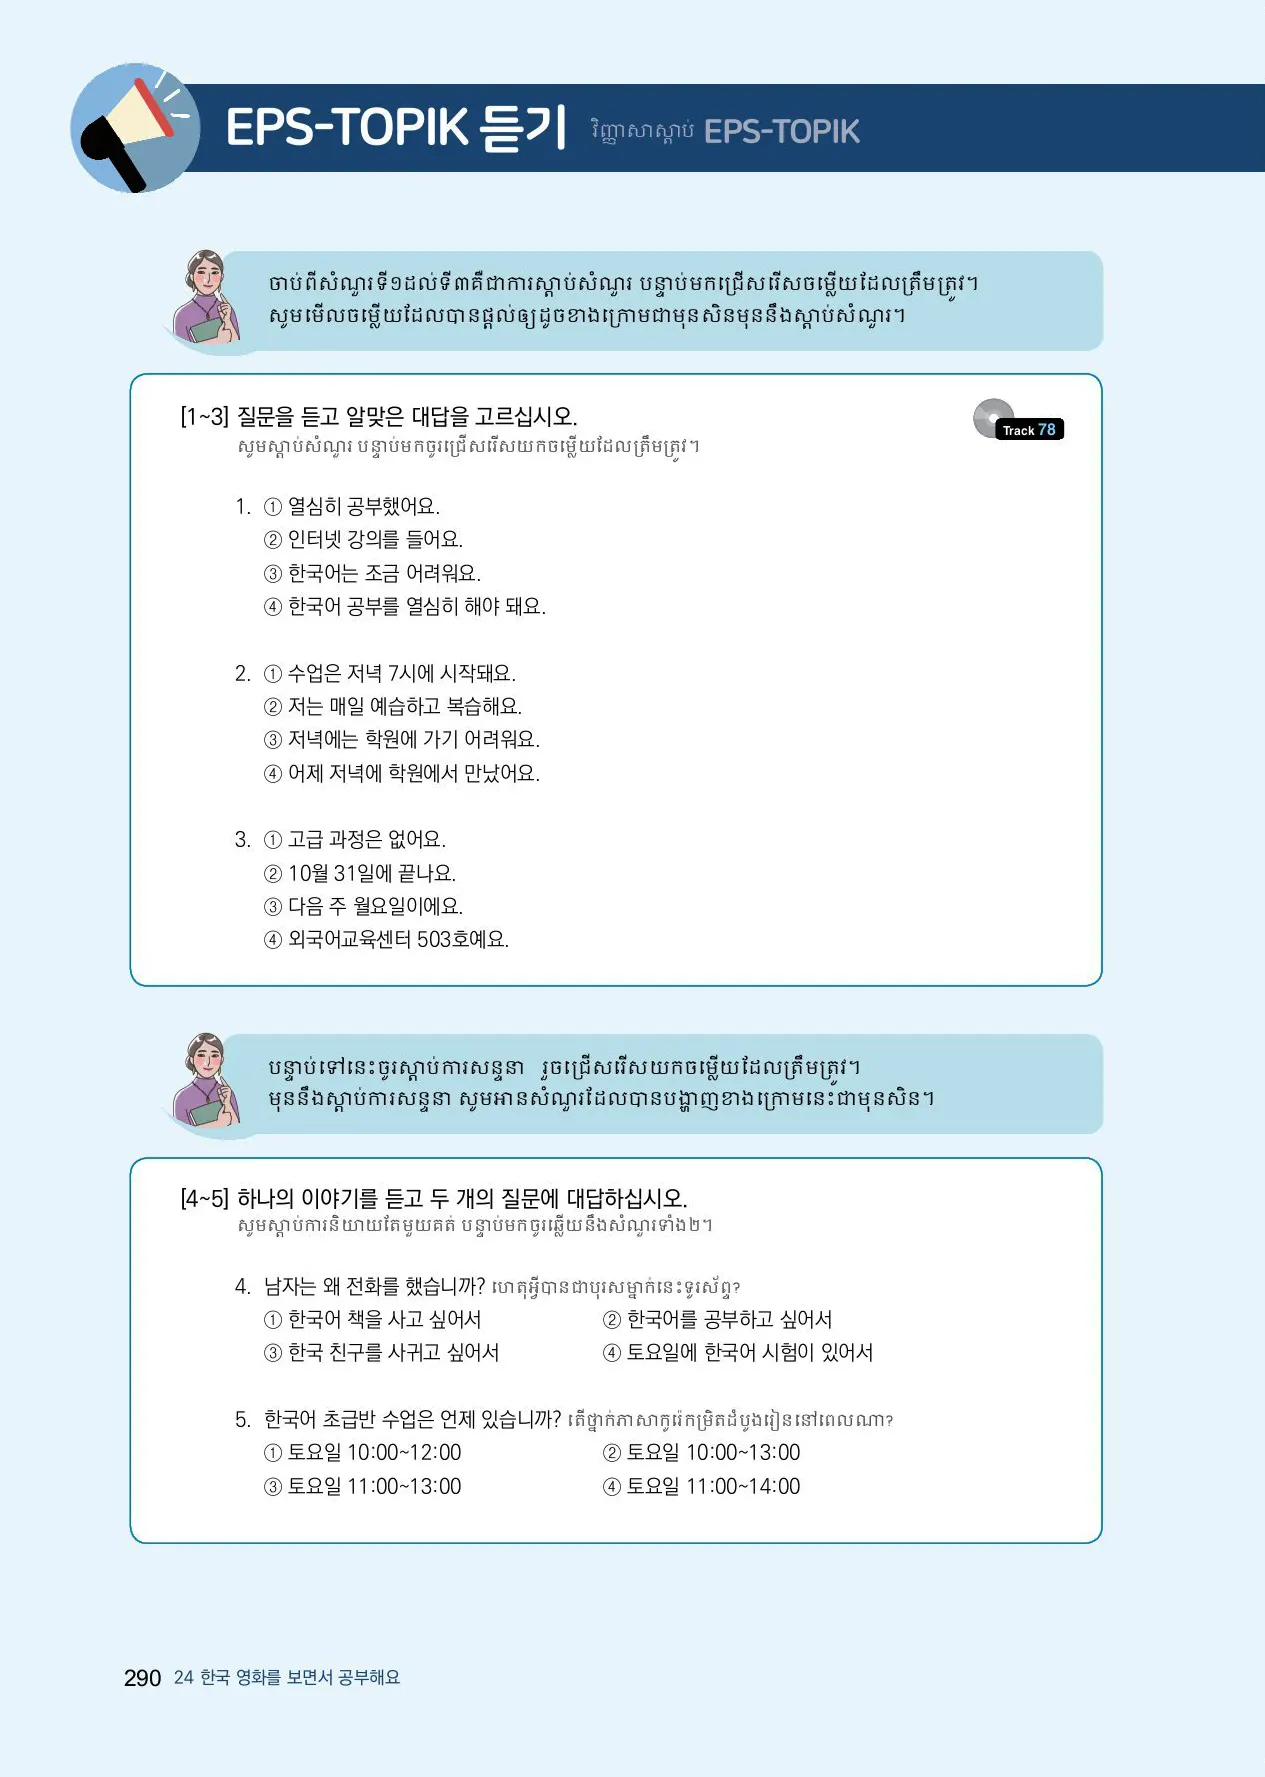 EPS-TOPIK 듣기 វិញ្ញាសាស្តាប់ EPS-TOPIK
ចាប់ពីសំណួរទី១ដល់ទី៣គឺជាការស្តាប់សំណួរ បន្ទាប់មកជ្រើសរើសចម្លើយដែលត្រឹមត្រូវ។
សូមមើលចម្លើយដែលបានផ្តល់ឲ្យដូចខាងក្រោមជាមុនសិនមុននឹងស្តាប់សំណួរ។
[1~3] 질문을 듣고 알맞은 대답을 고르십시오.
Track 78
សូមស្តាប់សំណួរ បន្ទាប់មកចូរជ្រើសរើសយកចម្លើយដែលត្រឹមត្រូវ។
1. ① 열심히 공부했어요.
② 인터넷 강의를 들어요.
③ 한국어는 조금 어려워요.
④ 한국어 공부를 열심히 해야 돼요.
2. ① 수업은 저녁 7시에 시작돼요.
② 저는 매일 예습하고 복습해요.
③ 저녁에는 학원에 가기 어려워요.
④ 어제 저녁에 학원에서 만났어요.
3. ① 고급 과정은 없어요.
② 10월 31일에 끝나요.
③ 다음 주 월요일이에요.
④ 외국어교육센터 503호예요.
បន្ទាប់ទៅនេះចូរស្តាប់ការសន្ទនា រួចជ្រើសរើសយកចម្លើយដែលត្រឹមត្រូវ។
មុននឹងស្តាប់ការសន្ទនា សូមអានសំណួរដែលបានបង្ហាញខាងក្រោមនេះជាមុនសិន។
[4~5] 하나의 이야기를 듣고 두 개의 질문에 대답하십시오.
សូមស្តាប់ការនិយាយតែមួយគត់ បន្ទាប់មកចូរឆ្លើយនឹងសំណួរទាំង២។
4. 남자는 왜 전화를 했습니까? ហេតុអ្វីបានជាបុរសម្នាក់នេះទូរស័ព្ទ?
① 한국어 책을 사고 싶어서 ② 한국어를 공부하고 싶어서
③ 한국 친구를 사귀고 싶어서 ④ 토요일에 한국어 시험이 있어서
5. 한국어 초급반 수업은 언제 있습니까? តើថ្នាក់ភាសាកូរ៉េកម្រិតដំបូងរៀននៅពេលណា?
① 토요일 10:00~12:00 ② 토요일 10:00~13:00
③ 토요일 11:00~13:00 ④ 토요일 11:00~14:00
290 24 한국 영화를 보면서 공부해요